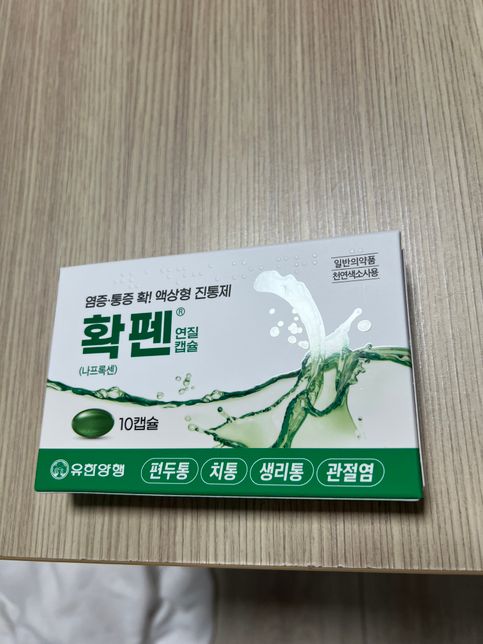 일반의약품
천연색소사용
염증·통증 확! 액상형 진통제
확펜®
연질
캡슐
(나프록센)
10캡슐
유한양행
편두통 치통 생리통 관절염